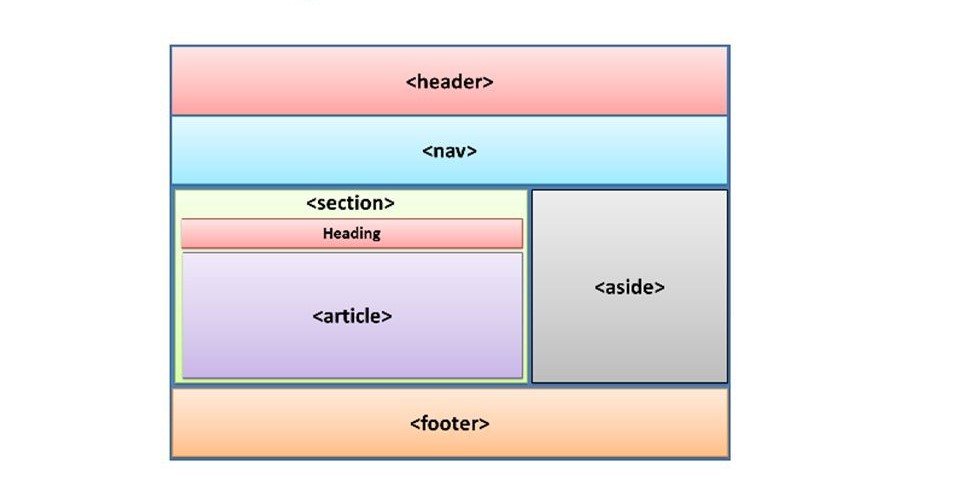 <header>
<nav>
<section>
Heading
<article>
<aside>
<footer>